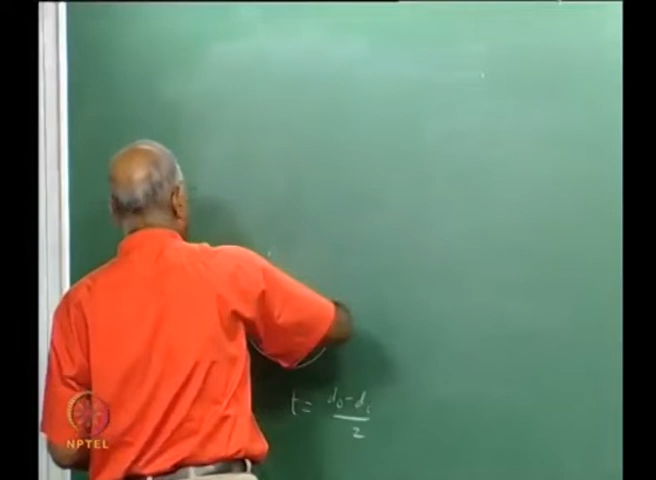 t = (d₀ - dᵢ)/2
NPTEL